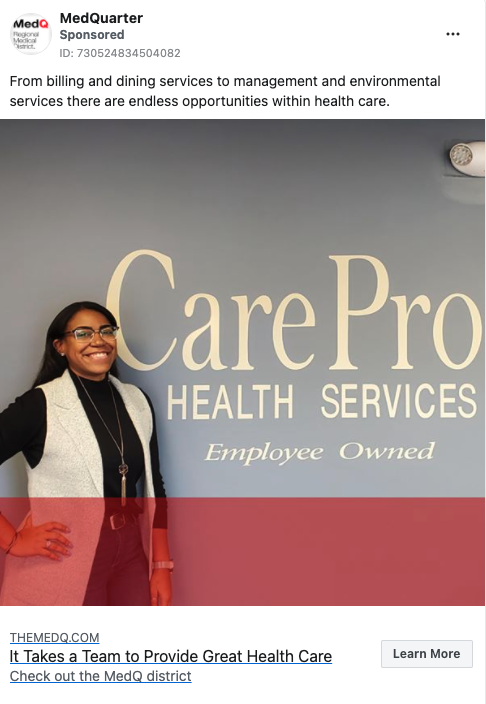 MedQ
Regional
Medical
District.
MedQuarter
Sponsored
...
ID: 730524834504082
From billing and dining services to management and environmental
services there are endless opportunities within health care.
CarePro
HEALTH SERVICES
Employee Owned
THEMEDQ.COM
It Takes a Team to Provide Great Health Care
Check out the MedQ district
Learn More